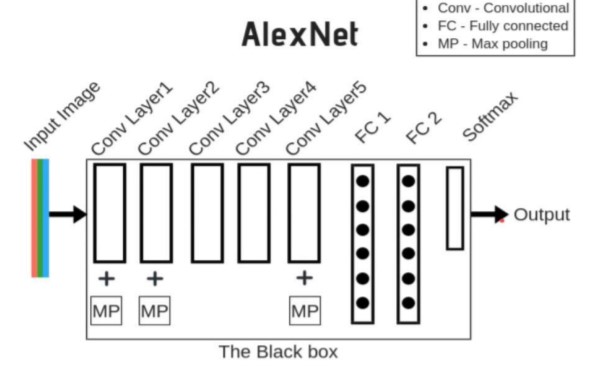 AlexNet
• Conv - Convolutional
• FC - Fully connected
• MP - Max pooling
Input Image
Conv Layer1
Conv Layer2
Conv Layer3
Conv Layer4
Conv Layer5
FC 1
FC 2
Softmax
Output
+ + +
MP MP MP
The Black box